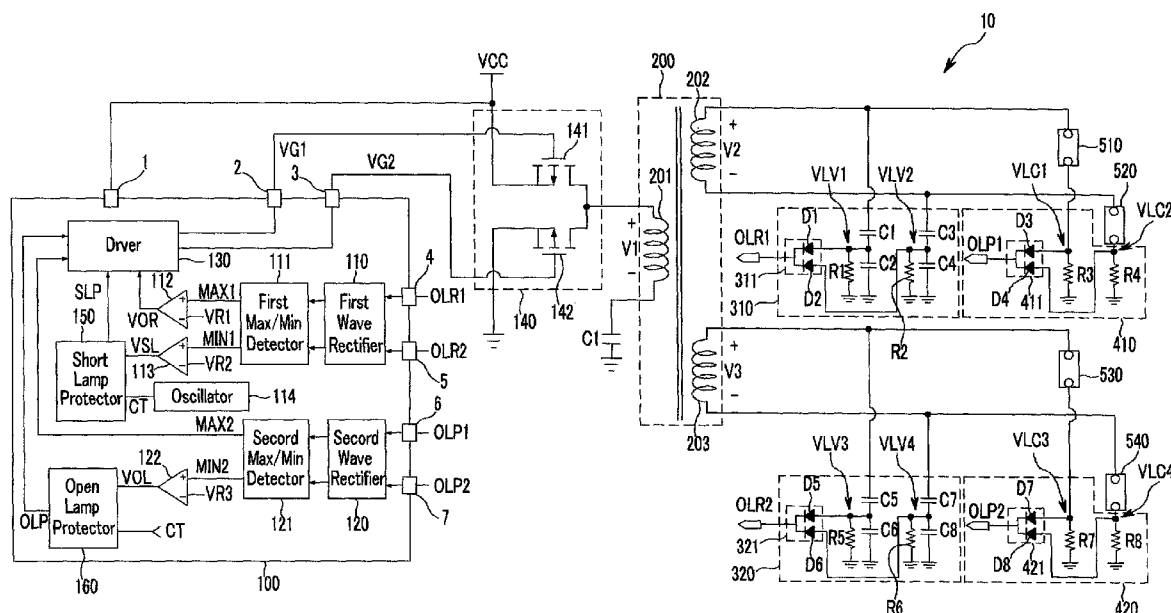 10
VCC
200
202
141
510
1
2
3
VG1
VG2
201
+
V2
-
VLV1
VLV2
VLC1
520
VLC2
Drver
130
111
110
4
D1
C1
C3
D3
OLR1
OLP1
C2
C4
R1
R3
R4
D2
D4
411
311
310
R2
410
+
V1
-
140
142
C1
SLP
112
+
-
MAX1
VR1
First
Max/Min
Detector
First
Wave
Rectifier
OLR1
150
VOR
VSL
+
-
MIN1
VR2
113
OLR2
Short
Lamp
Protector
CT
Oscillator
114
5
6
MAX2
OLP1
122
VOL
+
-
MIN2
VR3
Secord
Max/Min
Detector
Secord
Wave
Rectifier
OLP2
7
Open
Lamp
Protector
OLP
CT
121
120
160
100
+
V3
-
203
530
VLV3
VLV4
VLC3
540
VLC4
D5
C5
C7
D7
OLR2
OLP2
R5
C6
C8
R7
R8
D6
D8
421
321
320
R6
420